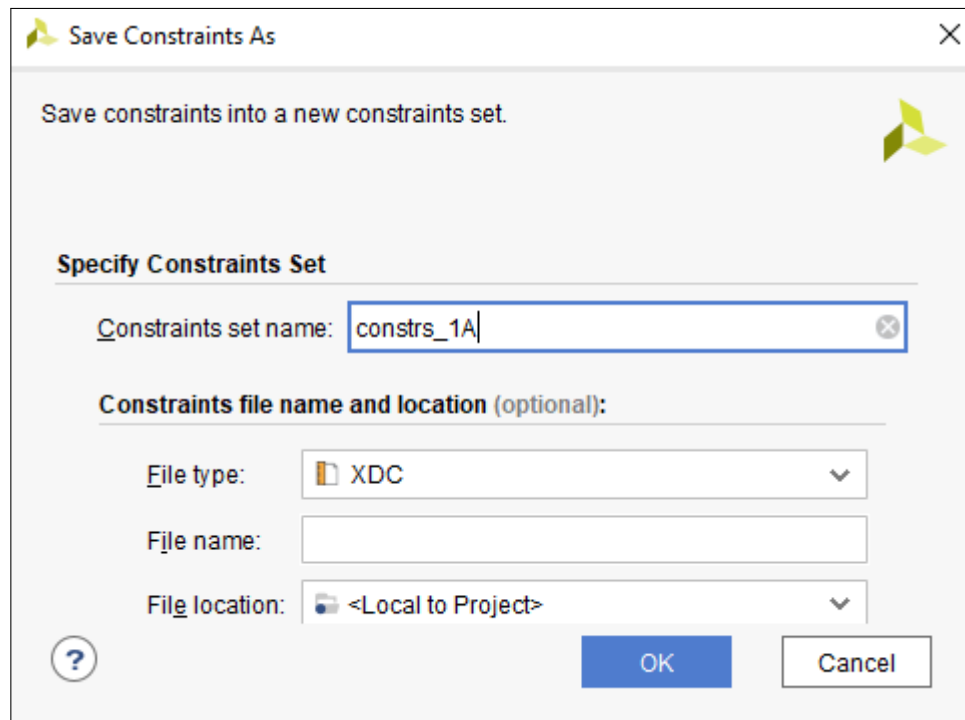 Save Constraints As
Save constraints into a new constraints set.
Specify Constraints Set
Constraints set name: constrs_1A
Constraints file name and location (optional):
File type: XDC
File name:
File location: <Local to Project>
? OK Cancel